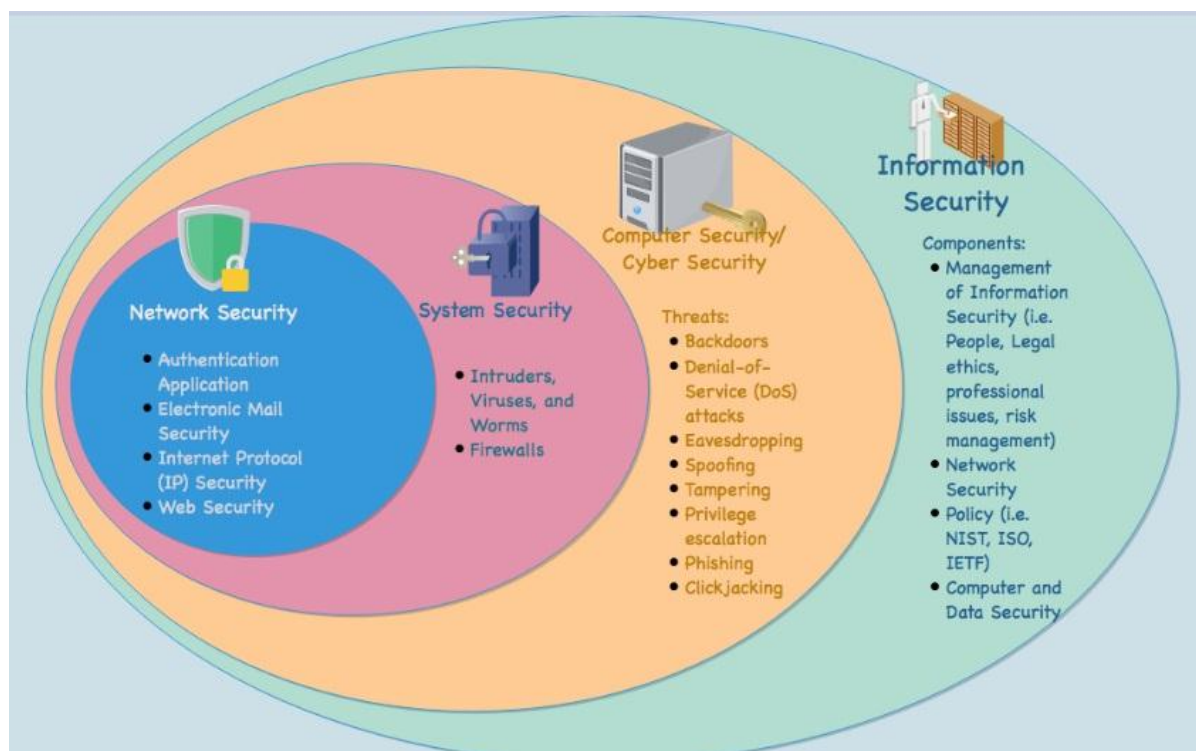 Network Security
Authentication
Application
Electronic Mail
Security
Internet Protocol
(IP) Security
Web Security
System Security
Intruders,
Viruses, and
Worms
Firewalls
Computer Security/
Cyber Security
Threats:
Backdoors
Denial-of-
Service (DoS)
attacks
Eavesdropping
Spoofing
Tampering
Privilege
escalation
Phishing
Clickjacking
Information
Security
Components:
Management
of Information
Security (i.e.
People, Legal
ethics,
professional
issues, risk
management)
Network
Security
Policy (i.e.
NIST, ISO,
IETF)
Computer and
Data Security